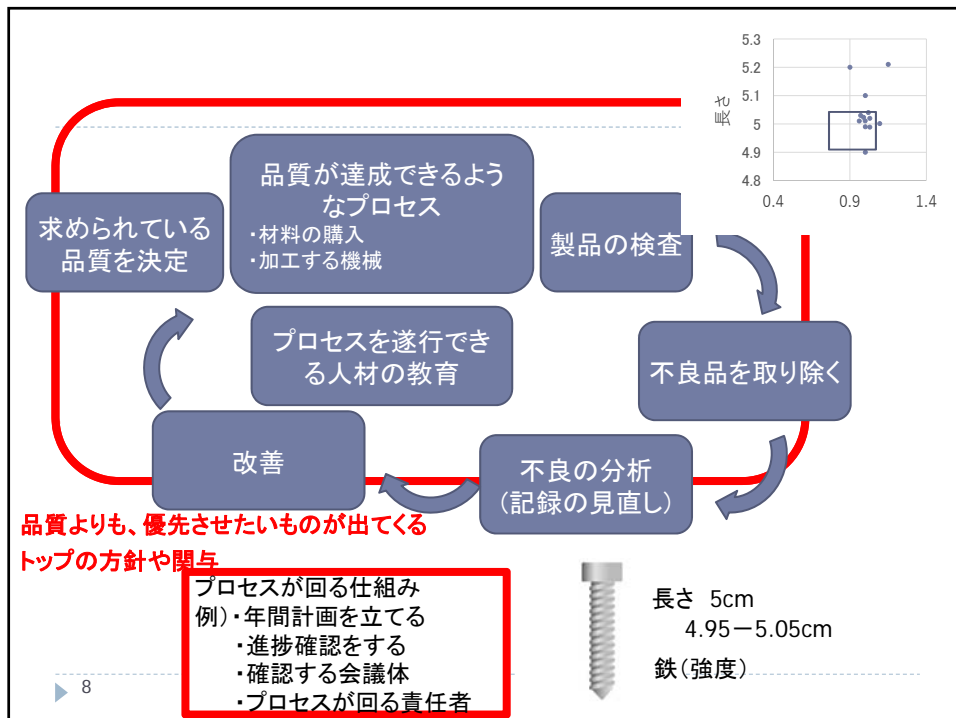 5.3
5.2
5.1
5
4.9
4.8
長さ
0.4
0.9
1.4
求められている
品質を決定
品質が達成できるよう
なプロセス
・材料の購入
・加工する機械
製品の検査
プロセスを遂行でき
る人材の教育
不良品を取り除く
改善
不良の分析
(記録の見直し)
品質よりも、優先させたいものが出てくる
トップの方針や関与
プロセスが回る仕組み
例)・年間計画を立てる
・進捗確認をする
・確認する会議体
・プロセスが回る責任者
長さ 5cm
4.95－5.05cm
鉄(強度)
8